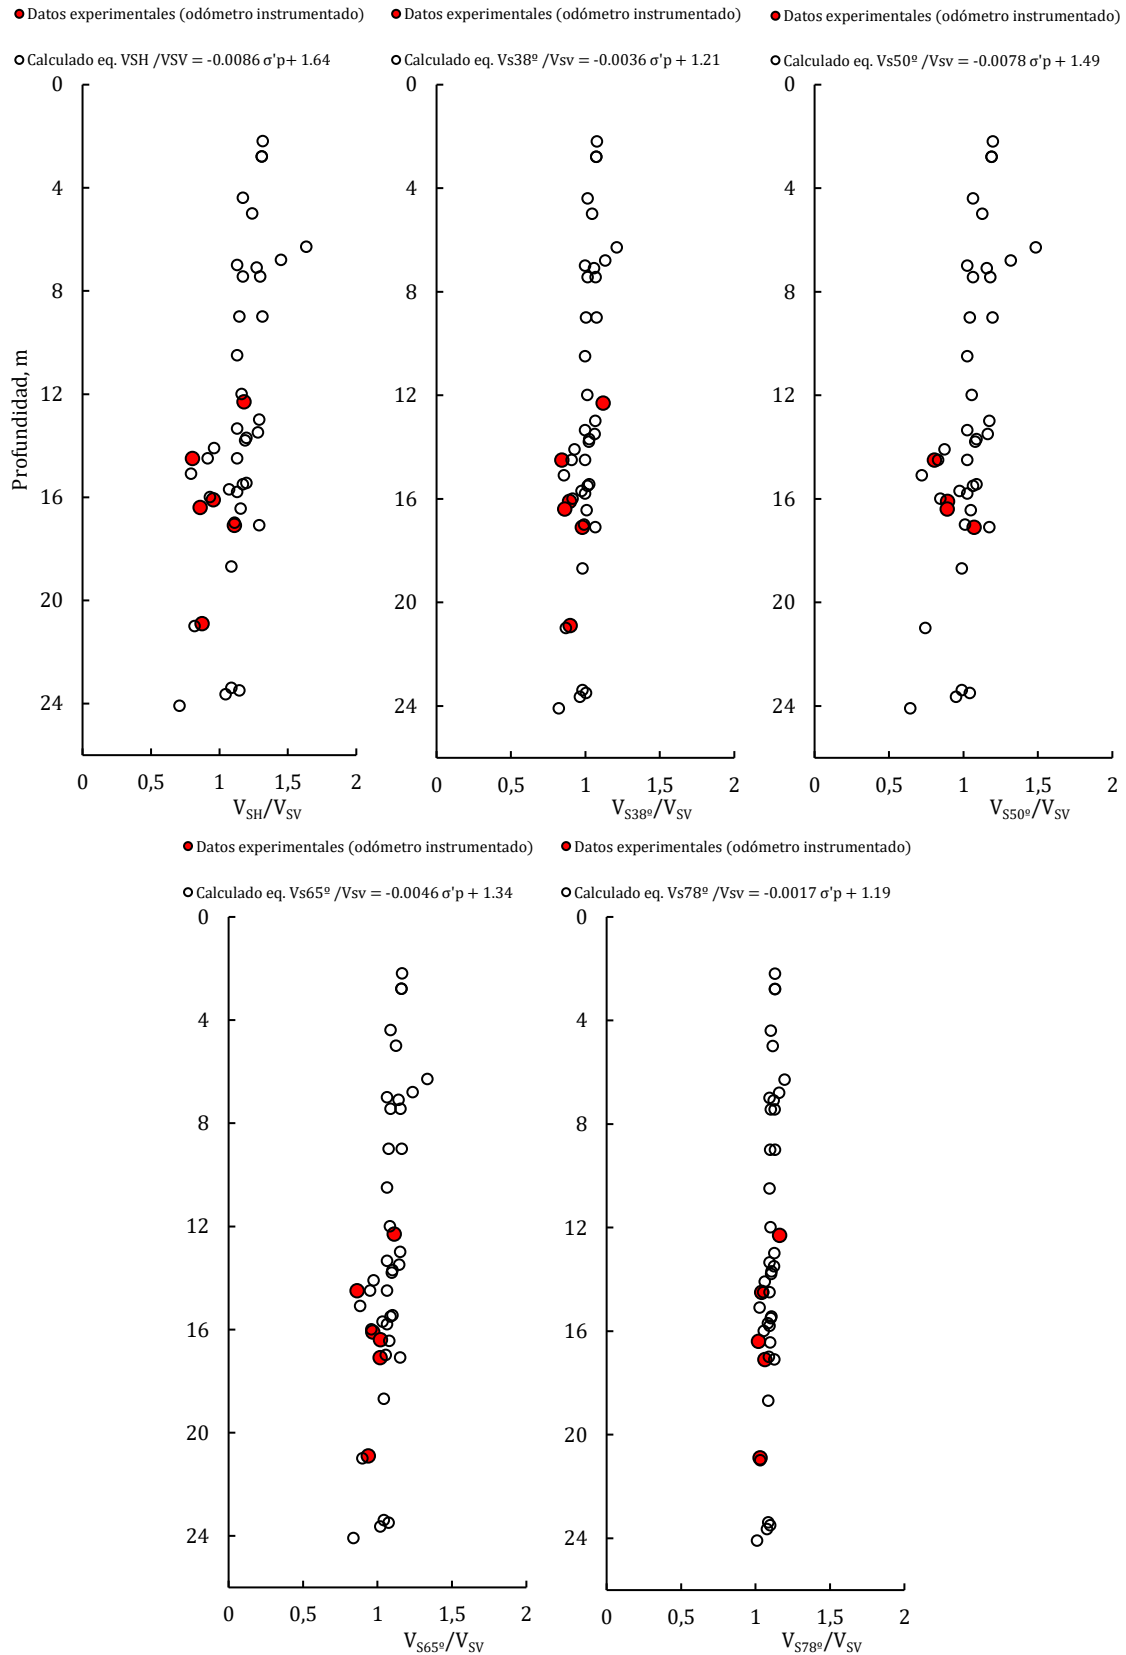 Datos experimentales (odómetro instrumentado)
Calculado eq. VSH /VSV = -0.0086 σ'p+ 1.64
0
4
8
12
16
20
24
Profundidad, m
0 0,5 1 1,5 2
VSH/VSV
Datos experimentales (odómetro instrumentado)
Calculado eq. Vs38º /Vsv = -0.0036 σ'p + 1.21
0
4
8
12
16
20
24
0 0,5 1 1,5 2
VS38º/VSV
Datos experimentales (odómetro instrumentado)
Calculado eq. Vs50º /Vsv = -0.0078 σ'p + 1.49
0
4
8
12
16
20
24
0 0,5 1 1,5 2
VS50º/VSV
Datos experimentales (odómetro instrumentado)
Calculado eq. Vs65º /Vsv = -0.0046 σ'p + 1.34
0
4
8
12
16
20
24
0 0,5 1 1,5 2
VS65º/VSV
Datos experimentales (odómetro instrumentado)
Calculado eq. Vs78º /Vsv = -0.0017 σ'p + 1.19
0
4
8
12
16
20
24
0 0,5 1 1,5 2
VS78º/VSV